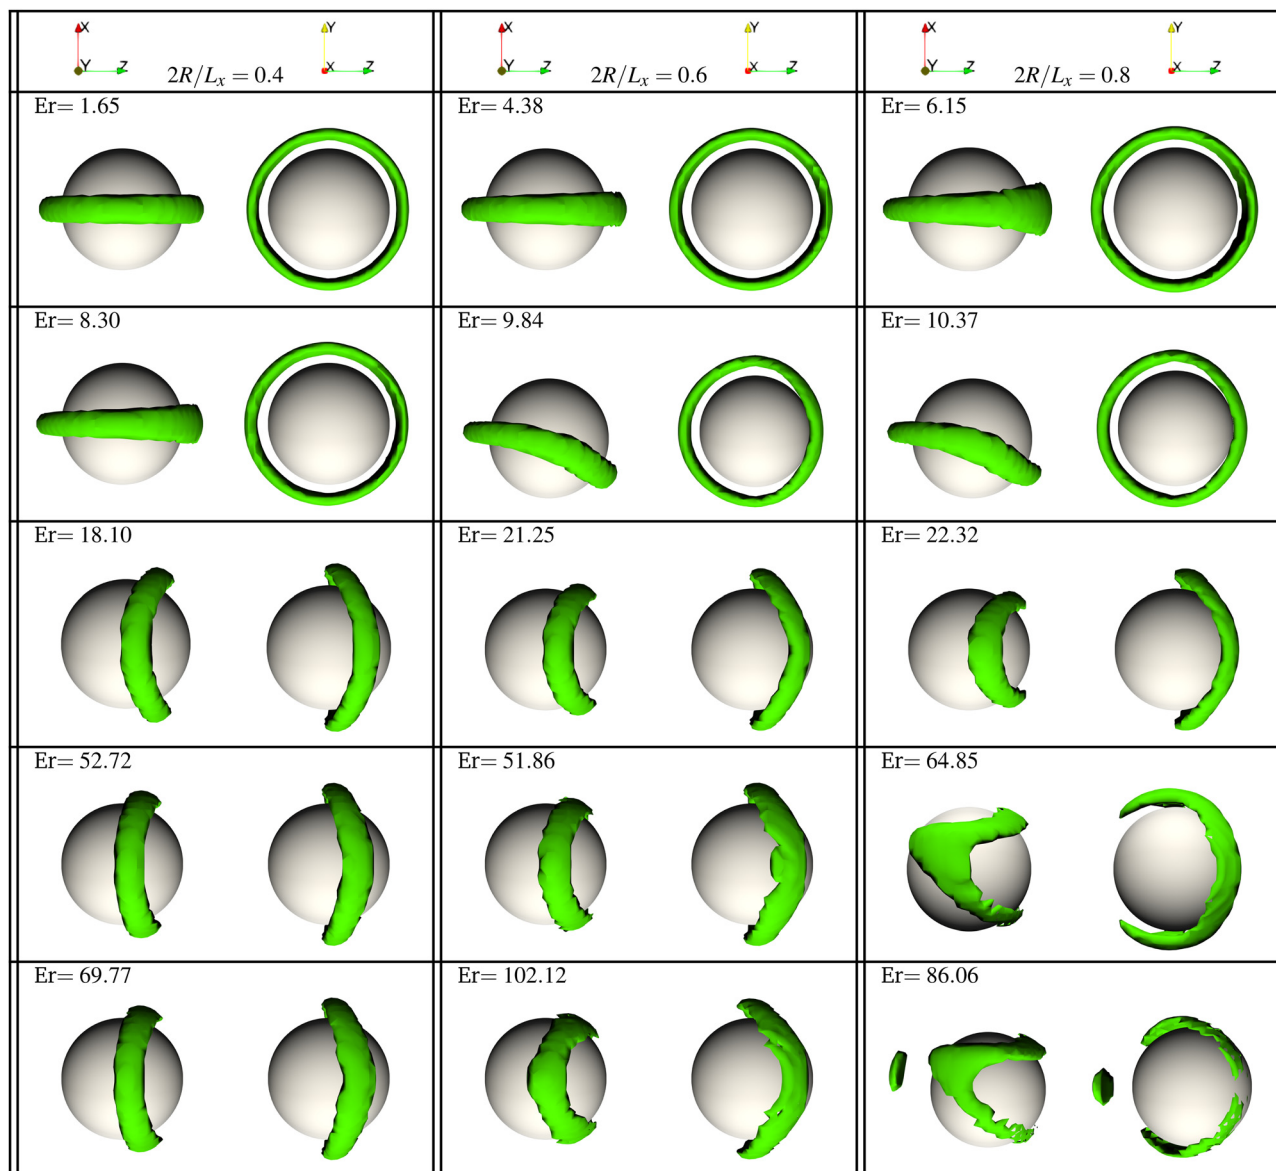 X Y Z Y X Z X Y Z Y X Z X Y Z Y X Z
2R/Lₓ = 0.4 2R/Lₓ = 0.6 2R/Lₓ = 0.8
Er= 1.65 Er= 4.38 Er= 6.15
Er= 8.30 Er= 9.84 Er= 10.37
Er= 18.10 Er= 21.25 Er= 22.32
Er= 52.72 Er= 51.86 Er= 64.85
Er= 69.77 Er= 102.12 Er= 86.06